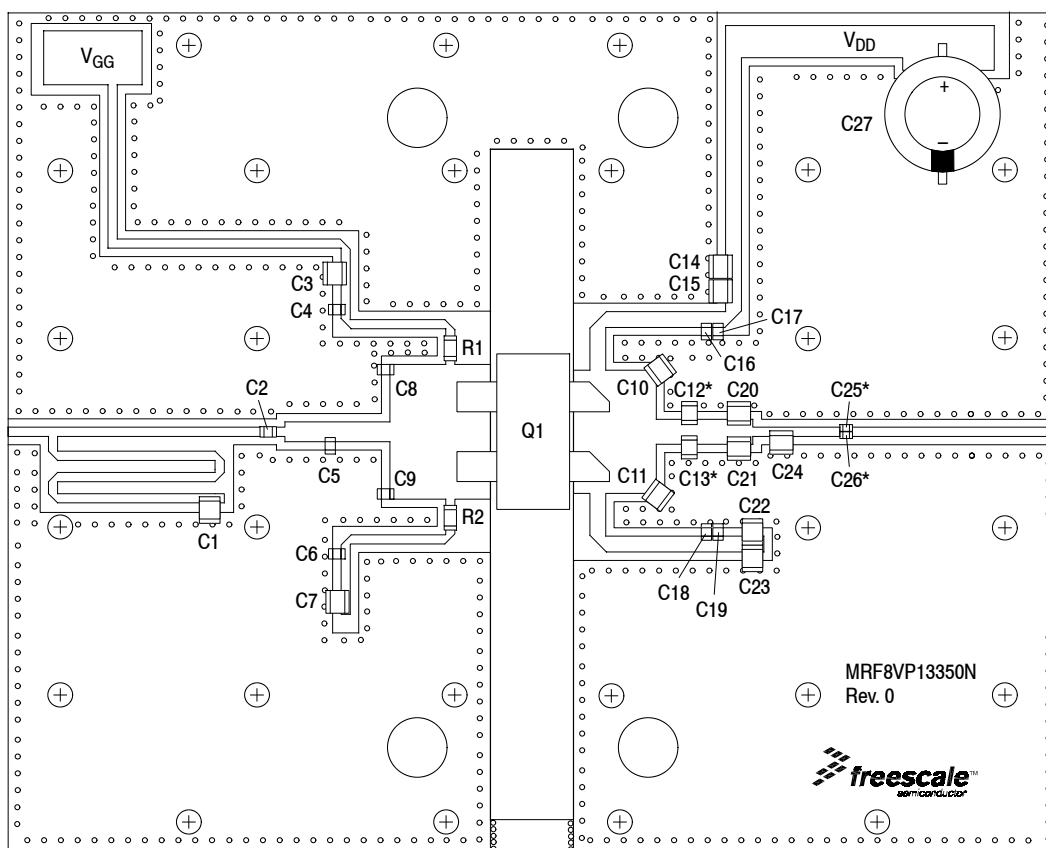 VGG
VDD
+
C27
−
C14
C3
C15
C4
C17
R1
C16
C2
C8
C10
C12*
C20
C25*
Q1
C5
C11
C24
C9
C13*
C21
C26*
R2
C22
C1
C6
C18
C23
C7
C19
MRF8VP13350N
Rev. 0
freescale™
semiconductor